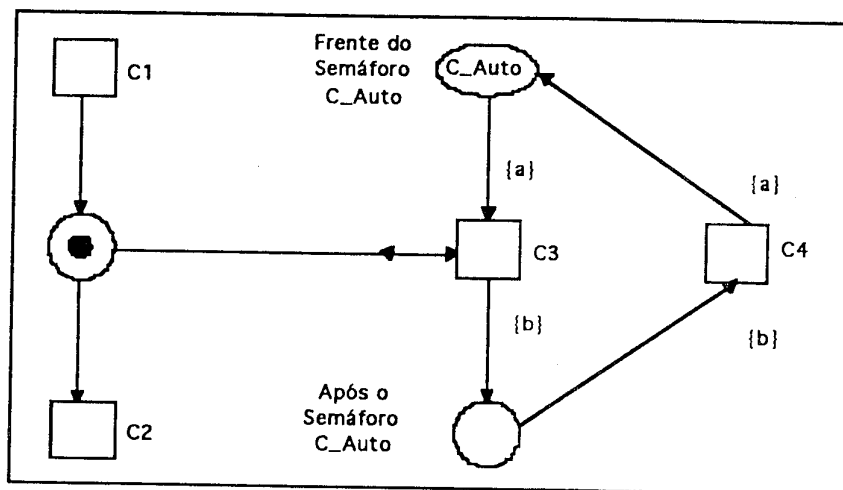 C1
Frente do
Semáforo
C_Auto
C_Auto
{a}
{a}
C3
C4
{b}
{b}
Após o
Semáforo
C_Auto
C2